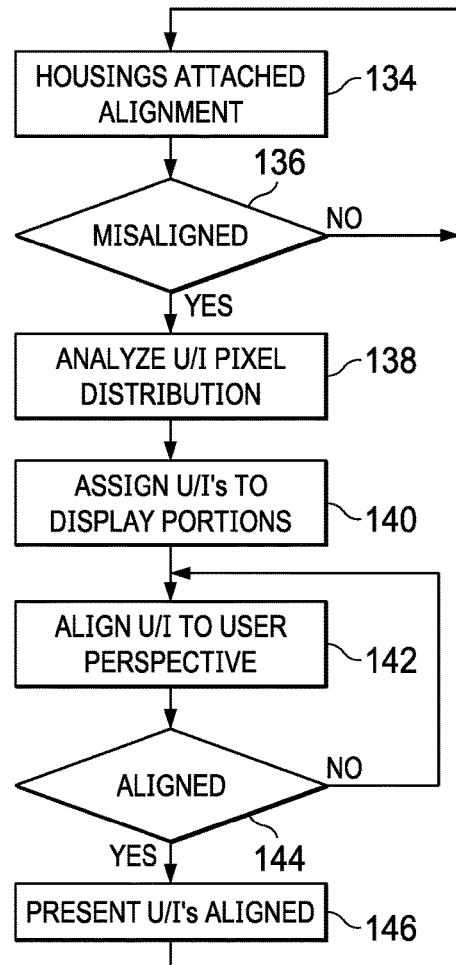 HOUSINGS ATTACHED
ALIGNMENT
134
136
MISALIGNED
NO
YES
ANALYZE U/I PIXEL
DISTRIBUTION
138
ASSIGN U/I's TO
DISPLAY PORTIONS
140
ALIGN U/I TO USER
PERSPECTIVE
142
ALIGNED
NO
YES
144
PRESENT U/I's ALIGNED
146